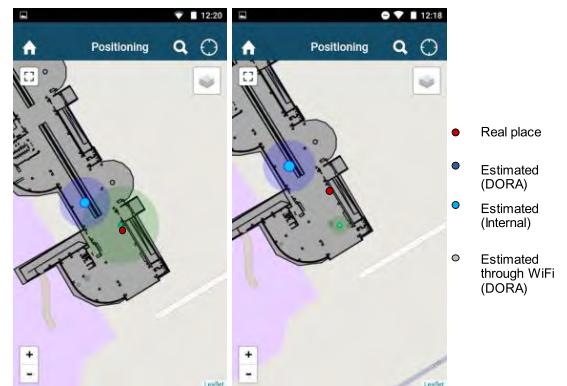 12:20
Positioning
+
-
Leaflet
12:18
Positioning
+
-
Leaflet
Real place
Estimated
(DORA)
Estimated
(Internal)
Estimated
through WiFi
(DORA)